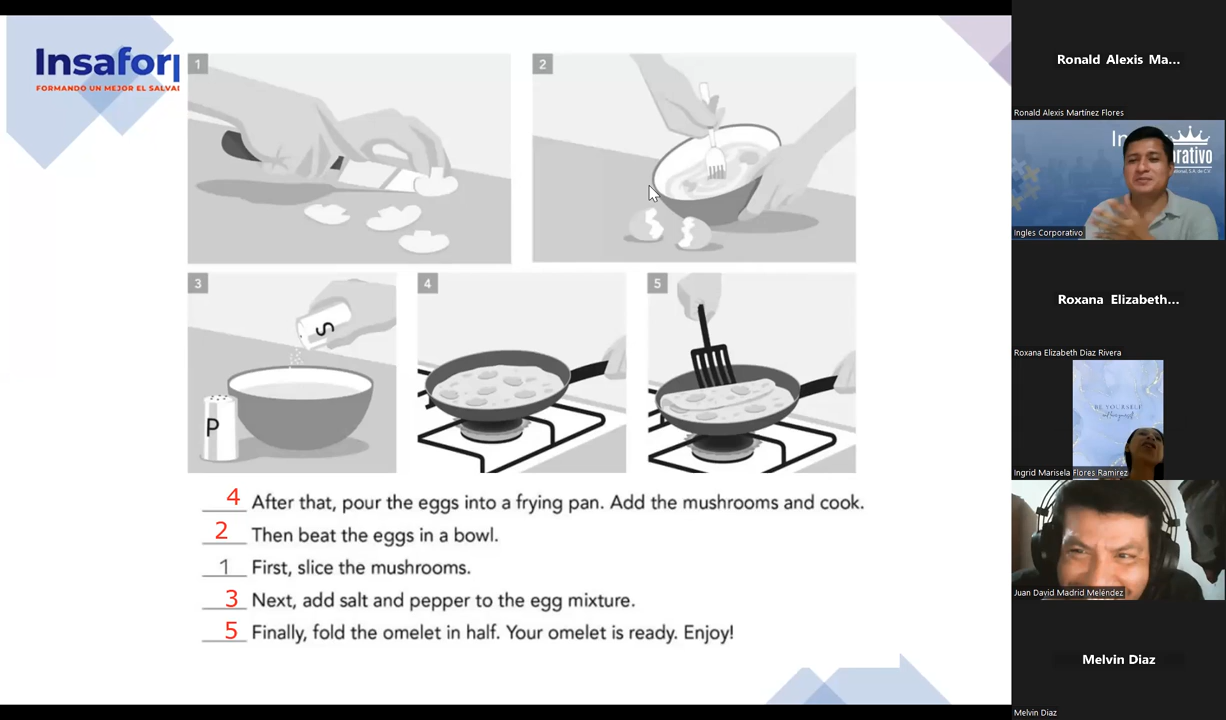 Insaforp
FORMANDO UN MEJOR EL SALVA
1
2
3
S
P
4
5
4 After that, pour the eggs into a frying pan. Add the mushrooms and cook.
2 Then beat the eggs in a bowl.
1 First, slice the mushrooms.
3 Next, add salt and pepper to the egg mixture.
5 Finally, fold the omelet in half. Your omelet is ready. Enjoy!
Ronald Alexis Ma...
Ronald Alexis Martínez Flores
orativo
Ingles Corporativo
Roxana Elizabeth...
Roxana Elizabeth Diaz Rivera
BE YOURSELF
Ingrid Marisela Flores Ramirez
Juan David Madrid Meléndez
Melvin Diaz
Melvin Diaz